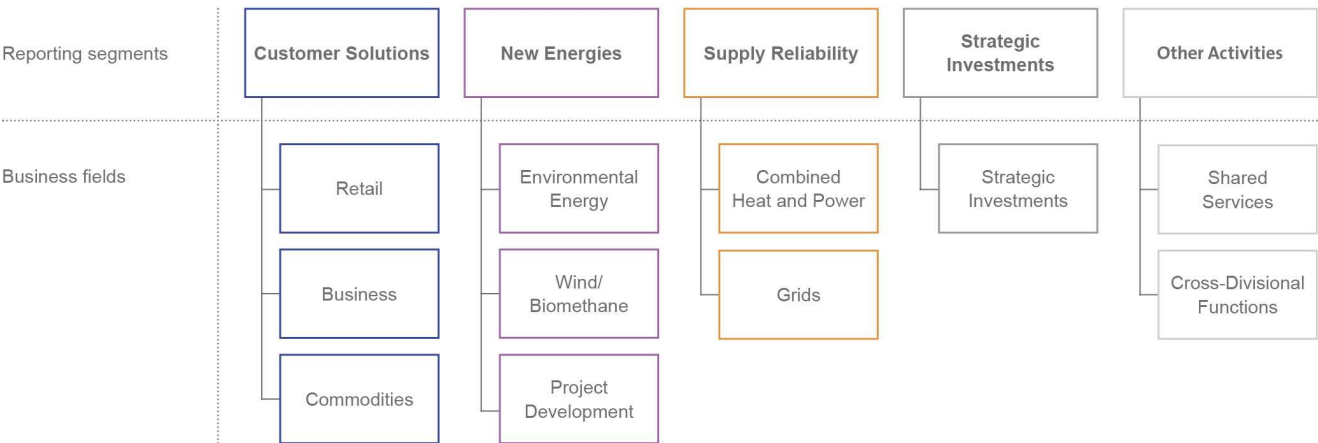 Reporting segments
Customer Solutions
New Energies
Supply Reliability
Strategic
Investments
Other Activities
Business fields
Retail
Environmental
Energy
Combined
Heat and Power
Strategic
Investments
Shared
Services
Business
Wind/
Biomethane
Grids
Cross-Divisional
Functions
Commodities
Project
Development